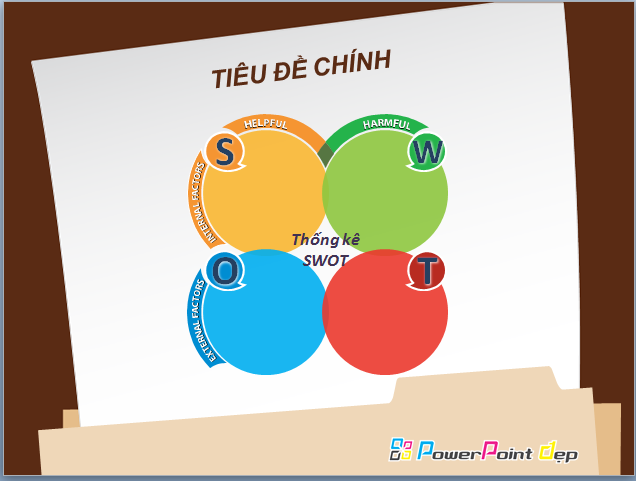 TIÊU ĐỀ CHÍNH
HELPFUL
HARMFUL
S
W
INTERNAL FACTORS
Thống kê
SWOT
O
T
EXTERNAL FACTORS
PowerPoint đẹp